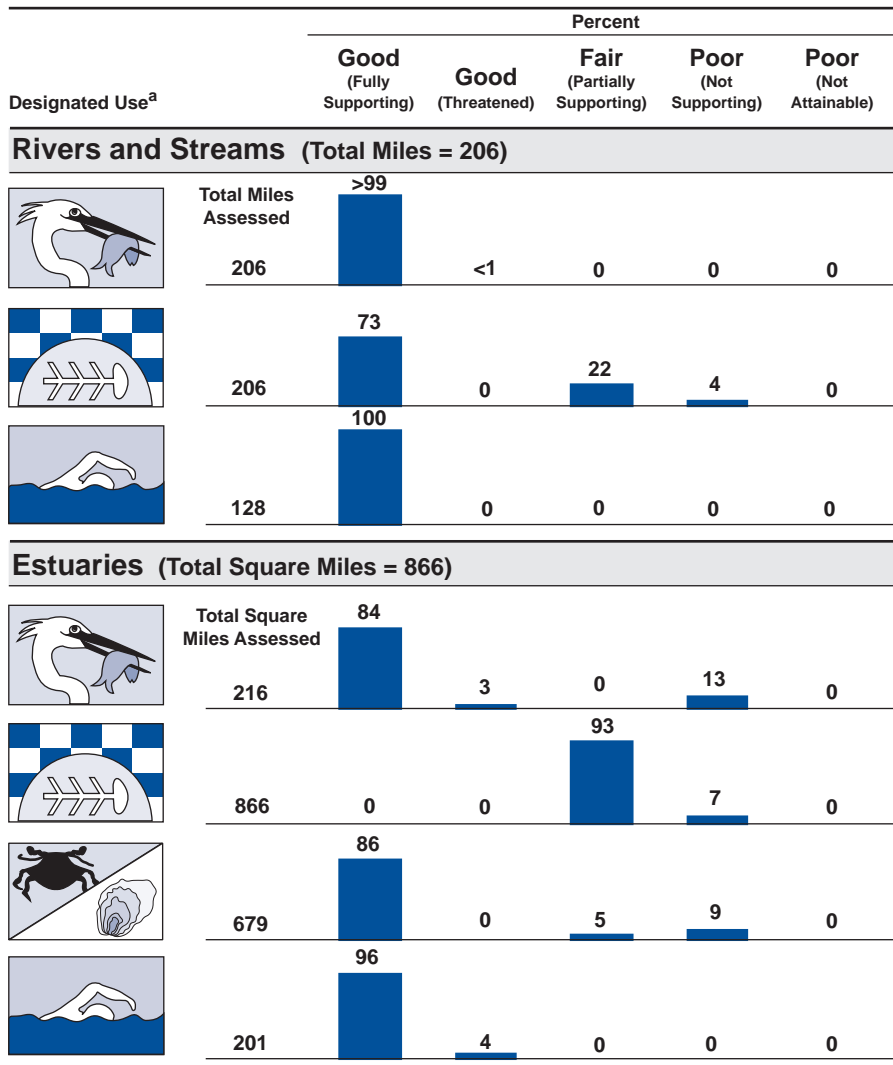 Percent
Designated Useᵃ
Good (Fully Supporting)
Good (Threatened)
Fair (Partially Supporting)
Poor (Not Supporting)
Poor (Not Attainable)
Rivers and Streams (Total Miles = 206)
Total Miles Assessed
206 >99 <1 0 0 0
206 73 0 22 4 0
128 100 0 0 0 0
Estuaries (Total Square Miles = 866)
Total Square Miles Assessed
216 84 3 0 13 0
866 0 0 93 7 0
679 86 0 5 9 0
201 96 4 0 0 0